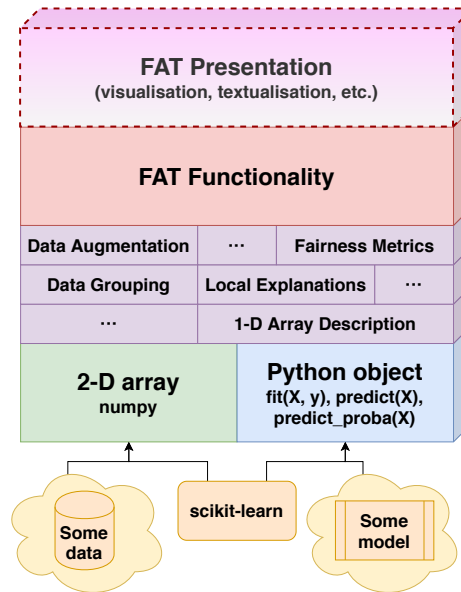 FAT Presentation
(visualisation, textualisation, etc.)
FAT Functionality
Data Augmentation ... Fairness Metrics
Data Grouping Local Explanations ...
... 1-D Array Description
2-D array
numpy
Python object
fit(X, y), predict(X),
predict_proba(X)
Some
data
scikit-learn
Some
model